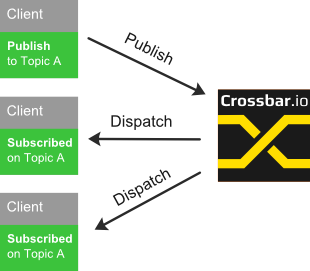 Client
Publish
to Topic A
Publish
Crossbar.io
Client
Subscribed
on Topic A
Dispatch
Client
Subscribed
on Topic A
Dispatch